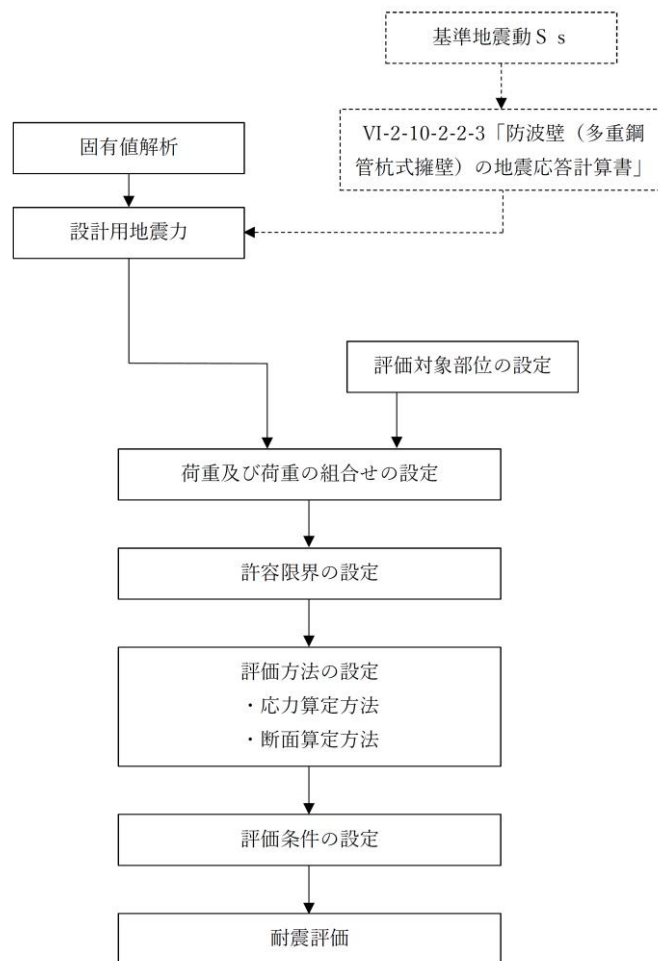 基準地震動Ｓｓ
Ⅵ-2-10-2-2-3「防波壁（多重鋼
管杭式擁壁）の地震応答計算書」
固有値解析
設計用地震力
評価対象部位の設定
荷重及び荷重の組合せの設定
許容限界の設定
評価方法の設定
・応力算定方法
・断面算定方法
評価条件の設定
耐震評価